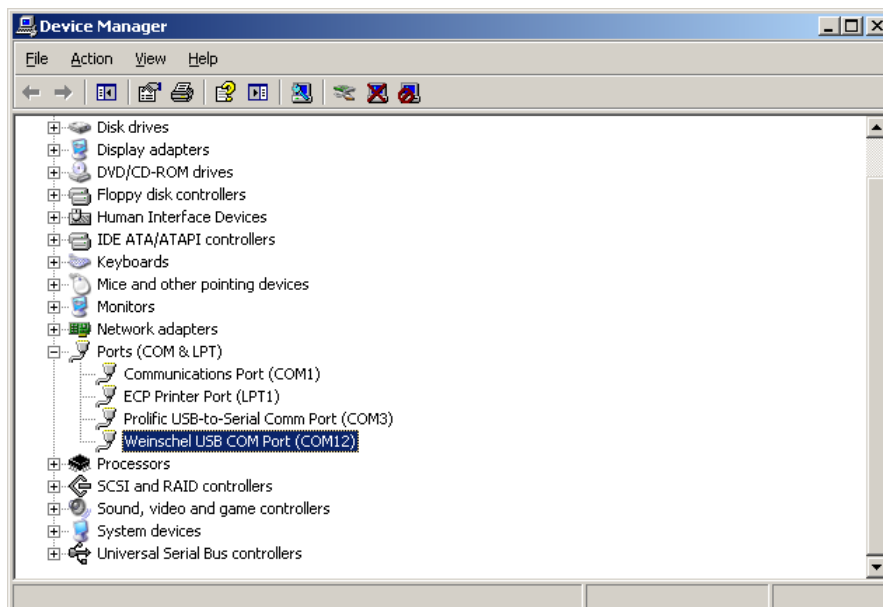 Device Manager
File Action View Help
Disk drives
Display adapters
DVD/CD-ROM drives
Floppy disk controllers
Human Interface Devices
IDE ATA/ATAPI controllers
Keyboards
Mice and other pointing devices
Monitors
Network adapters
Ports (COM & LPT)
Communications Port (COM1)
ECP Printer Port (LPT1)
Prolific USB-to-Serial Comm Port (COM3)
Weinschel USB COM Port (COM12)
Processors
SCSI and RAID controllers
Sound, video and game controllers
System devices
Universal Serial Bus controllers